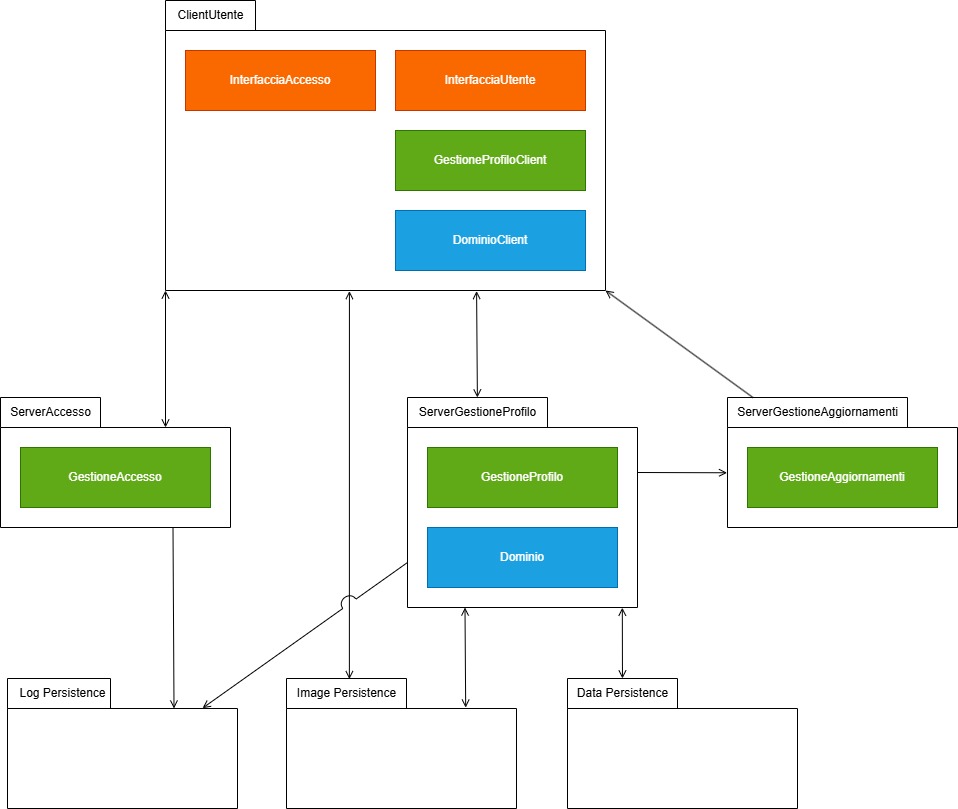 ClientUtente
InterfacciaAccesso
InterfacciaUtente
GestioneProfiloClient
DominioClient
ServerAccesso
GestioneAccesso
ServerGestioneProfilo
GestioneProfilo
Dominio
ServerGestioneAggiornamenti
GestioneAggiornamenti
Log Persistence
Image Persistence
Data Persistence